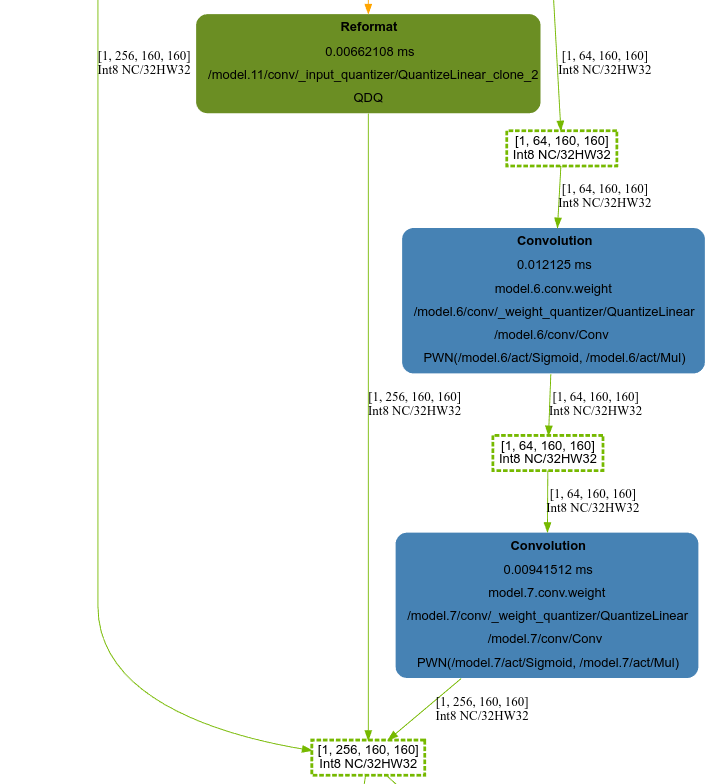 Reformat
0.00662108 ms
/model.11/conv/_input_quantizer/QuantizeLinear_clone_2
QDQ
[1, 256, 160, 160]
Int8 NC/32HW32
[1, 64, 160, 160]
Int8 NC/32HW32
[1, 64, 160, 160]
Int8 NC/32HW32
[1, 64, 160, 160]
Int8 NC/32HW32
Convolution
0.012125 ms
model.6.conv.weight
/model.6/conv/_weight_quantizer/QuantizeLinear
/model.6/conv/Conv
PWN(/model.6/act/Sigmoid, /model.6/act/Mul)
[1, 256, 160, 160]
Int8 NC/32HW32
[1, 64, 160, 160]
Int8 NC/32HW32
[1, 64, 160, 160]
Int8 NC/32HW32
[1, 64, 160, 160]
Int8 NC/32HW32
Convolution
0.00941512 ms
model.7.conv.weight
/model.7/conv/_weight_quantizer/QuantizeLinear
/model.7/conv/Conv
PWN(/model.7/act/Sigmoid, /model.7/act/Mul)
[1, 256, 160, 160]
Int8 NC/32HW32
[1, 256, 160, 160]
Int8 NC/32HW32